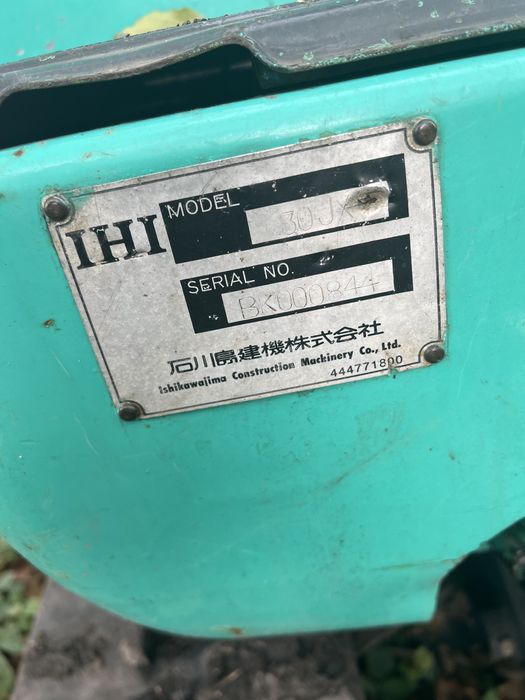 IHI
MODEL 30JX
SERIAL NO. BK000844
石川島建機株式会社
Ishikawajima Construction Machinery Co., Ltd.
444771800